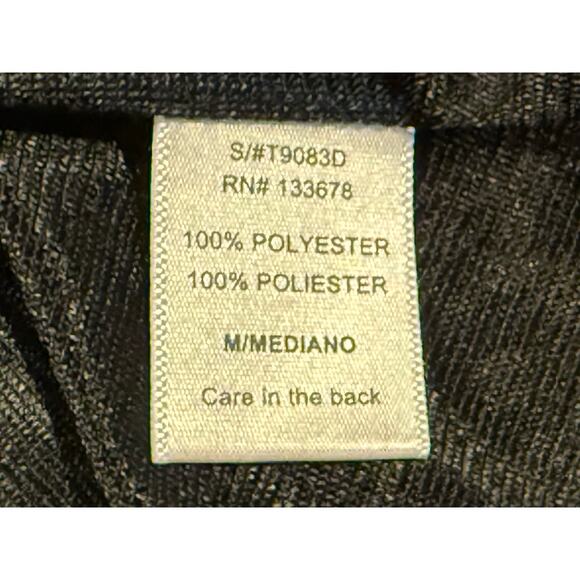 S/#T9083D
RN# 133678
100% POLYESTER
100% POLIESTER
M/MEDIANO
Care in the back